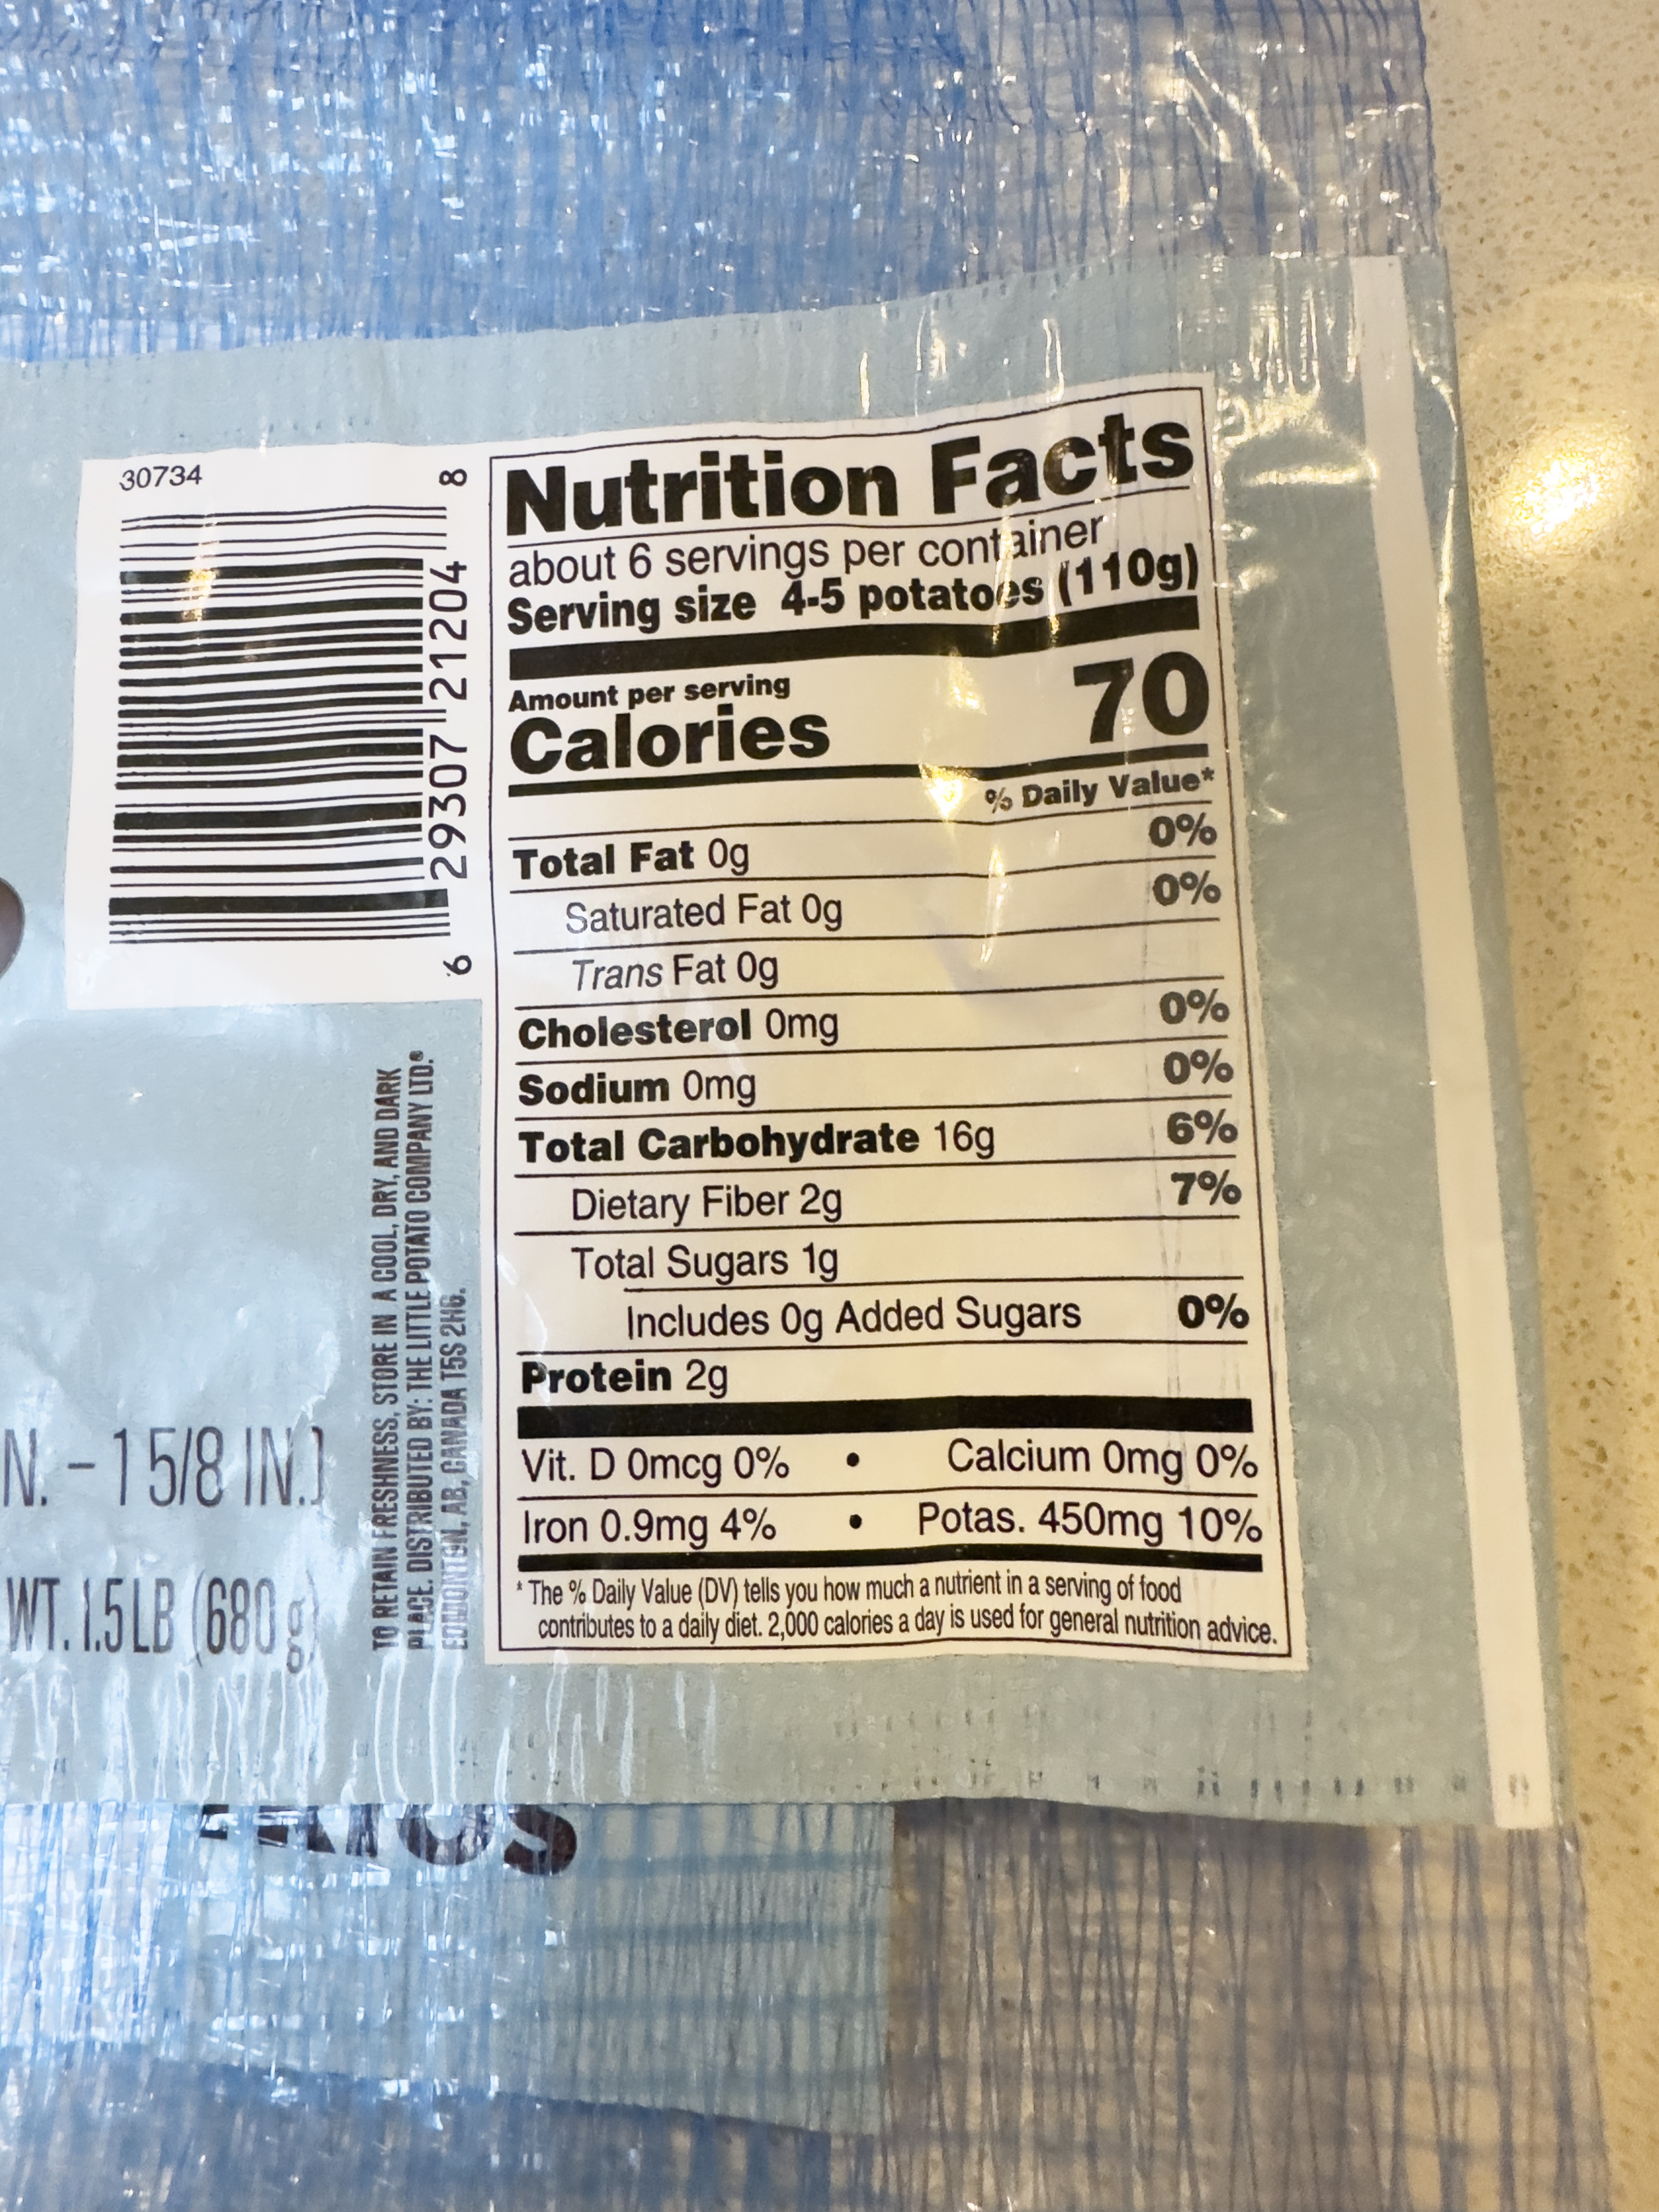 30734
6 29307 21204 8
Nutrition Facts
about 6 servings per container
Serving size 4-5 potatoes (110g)
Amount per serving
Calories 70
% Daily Value*
Total Fat 0g 0%
Saturated Fat 0g 0%
Trans Fat 0g
Cholesterol 0mg 0%
Sodium 0mg 0%
Total Carbohydrate 16g 6%
Dietary Fiber 2g 7%
Total Sugars 1g
Includes 0g Added Sugars 0%
Protein 2g
Vit. D 0mcg 0% • Calcium 0mg 0%
Iron 0.9mg 4% • Potas. 450mg 10%
* The % Daily Value (DV) tells you how much a nutrient in a serving of food
contributes to a daily diet. 2,000 calories a day is used for general nutrition advice.
TO RETAIN FRESHNESS, STORE IN A COOL, DRY, AND DARK
PLACE. DISTRIBUTED BY: THE LITTLE POTATO COMPANY LTD.®
EDMONTON, AB, CANADA T5S 2H6.
N. – 1 5/8 IN.)
WT. 1.5 LB (680 g)